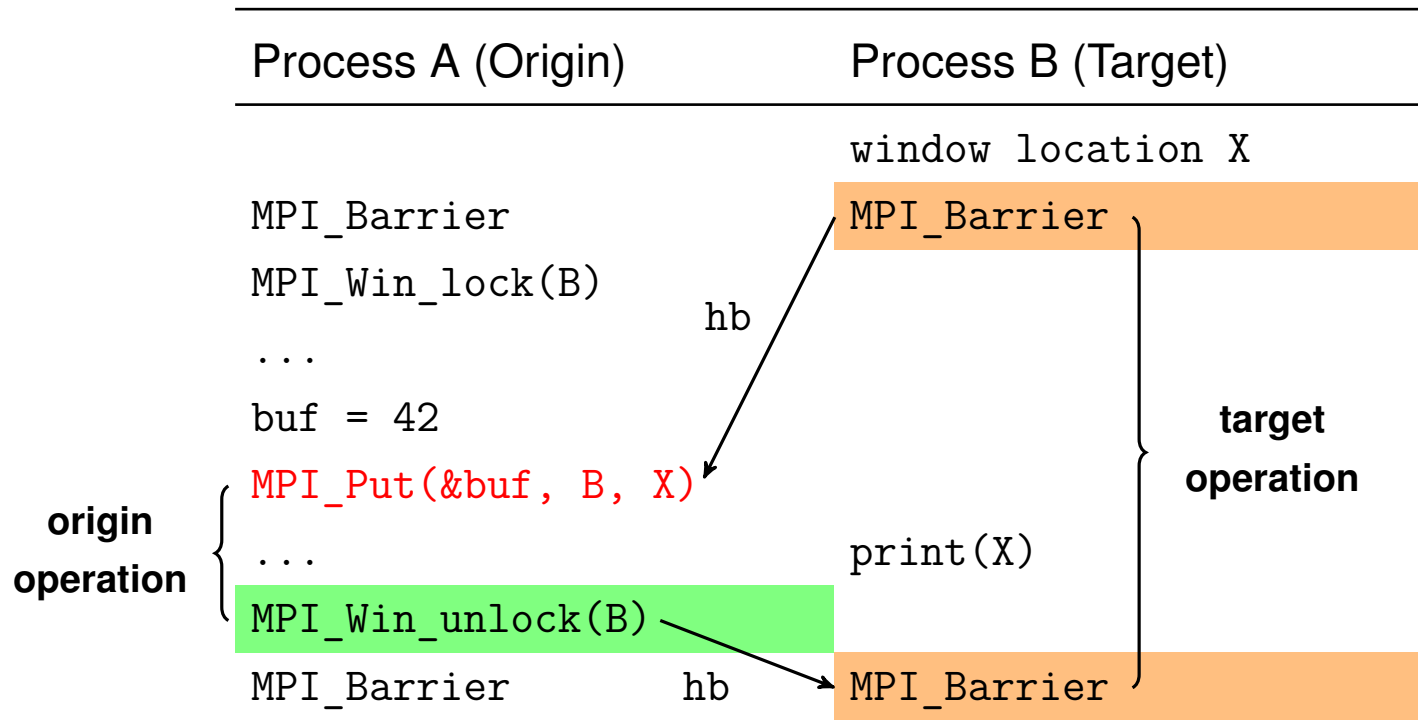 Process A (Origin) Process B (Target)
window location X
MPI_Barrier MPI_Barrier
MPI_Win_lock(B)
hb
...
buf = 42
target
MPI_Put(&buf, B, X)
operation
origin
... print(X)
operation
MPI_Win_unlock(B)
MPI_Barrier hb MPI_Barrier